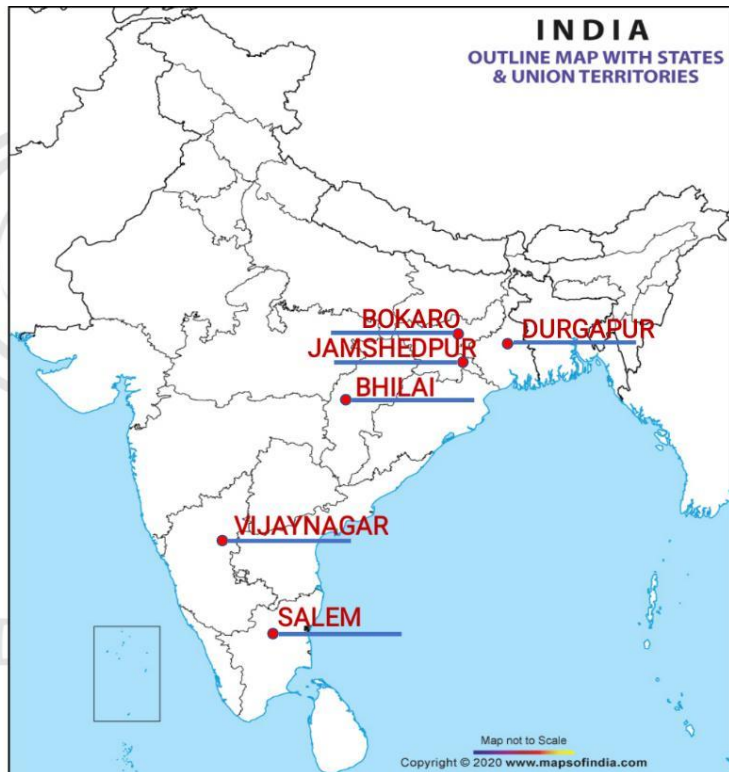 INDIA
OUTLINE MAP WITH STATES
& UNION TERRITORIES
BOKARO
DURGAPUR
JAMSHEDPUR
BHILAI
VIJAYNAGAR
SALEM
Map not to Scale
Copyright © 2020 www.mapsofindia.com